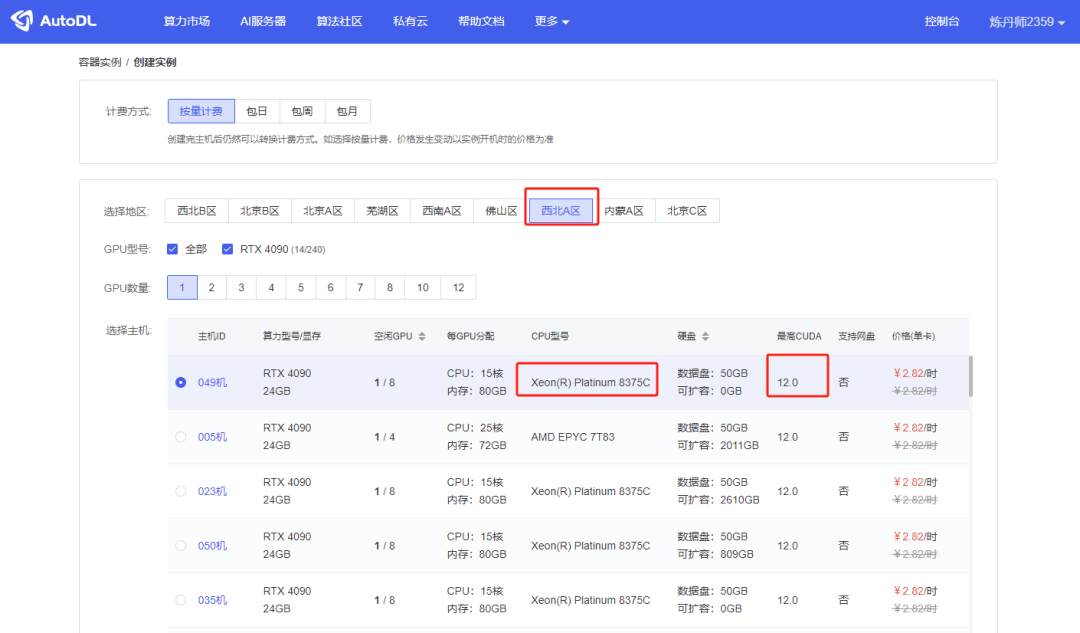 AutoDL 算力市场 AI服务器 算法社区 私有云 帮助文档 更多 控制台 炼丹师2359
容器实例 / 创建实例
计费方式: 按量计费 包日 包周 包月
创建完主机后仍然可以转换计费方式。如选择按量计费，价格发生变动以实例开机时的价格为准
选择地区: 西北B区 北京B区 北京A区 芜湖区 西南A区 佛山区 西北A区 内蒙A区 北京C区
GPU型号: 全部 RTX 4090 (14/240)
GPU数量: 1 2 3 4 5 6 7 8 10 12
选择主机: 主机ID 算力型号/显存 空闲GPU 每GPU分配 CPU型号 硬盘 最高CUDA 支持网盘 价格(单卡)
049机 RTX 4090 1 / 8 CPU：15核 Xeon(R) Platinum 8375C 数据盘：50GB 12.0 否 ￥2.82/时
24GB 内存：80GB 可扩容：0GB ￥2.82/时
005机 RTX 4090 1 / 4 CPU：25核 AMD EPYC 7T83 数据盘：50GB 12.0 否 ￥2.82/时
24GB 内存：72GB 可扩容：2011GB ￥2.82/时
023机 RTX 4090 1 / 8 CPU：15核 Xeon(R) Platinum 8375C 数据盘：50GB 12.0 否 ￥2.82/时
24GB 内存：80GB 可扩容：2610GB ￥2.82/时
050机 RTX 4090 1 / 8 CPU：15核 Xeon(R) Platinum 8375C 数据盘：50GB 12.0 否 ￥2.82/时
24GB 内存：80GB 可扩容：809GB ￥2.82/时
035机 RTX 4090 1 / 8 CPU：15核 Xeon(R) Platinum 8375C 数据盘：50GB 12.0 否 ￥2.82/时
24GB 内存：80GB 可扩容：0GB ￥2.82/时